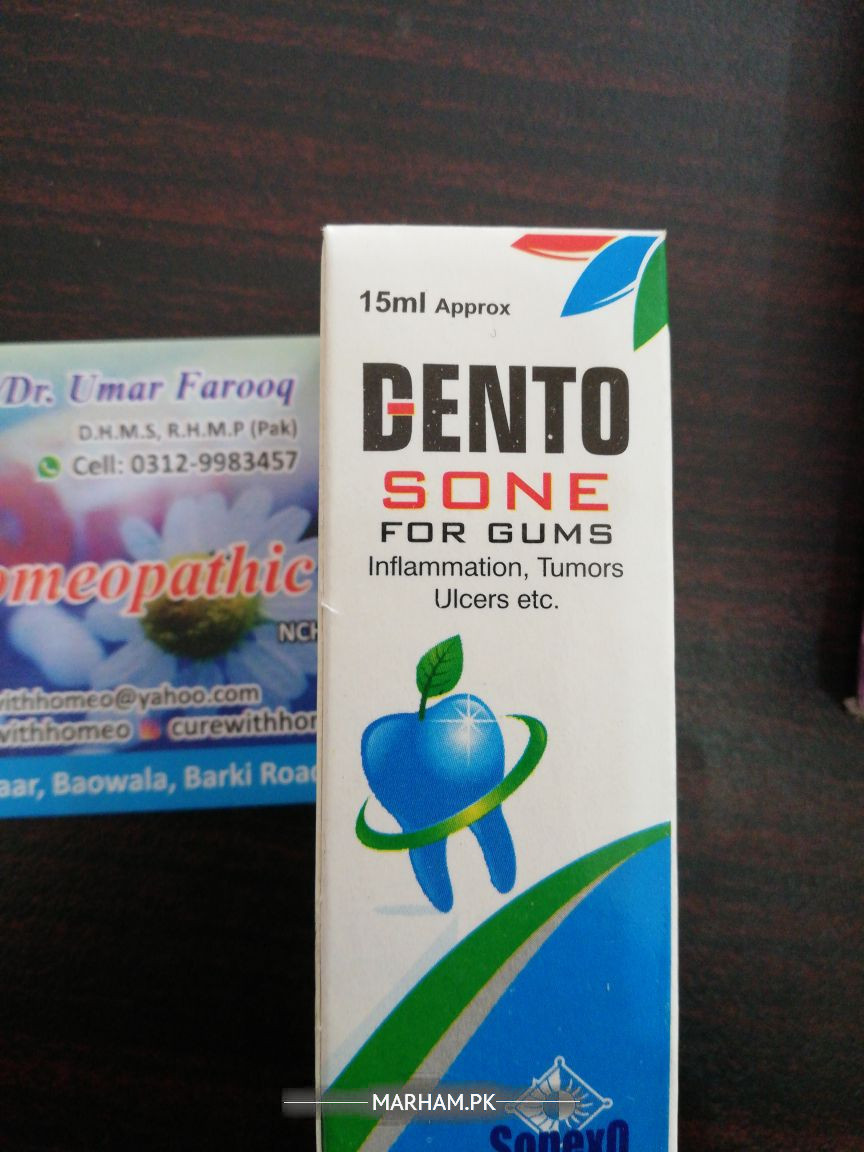 Dr. Umar Farooq
D.H.M.S, R.H.M.P (Pak)
Cell: 0312-9983457
omeopathic
NCH
withhomeo@yahoo.com
withhomeo curewithhom
aar, Baowala, Barki Road
15ml Approx
DENTO
SONE
FOR GUMS
Inflammation, Tumors
Ulcers etc.
MARHAM.PK
Sonexo